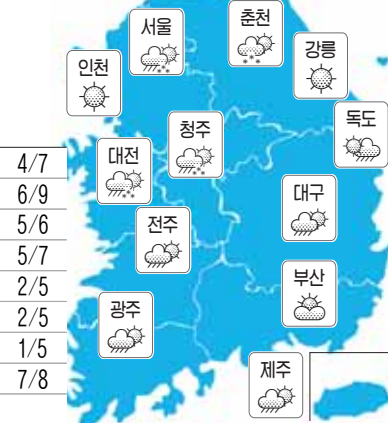 서울
춘천
인천
강릉
독도
청주
대전
대구
전주
부산
광주
제주
4/7
6/9
5/6
5/7
2/5
2/5
1/5
7/8